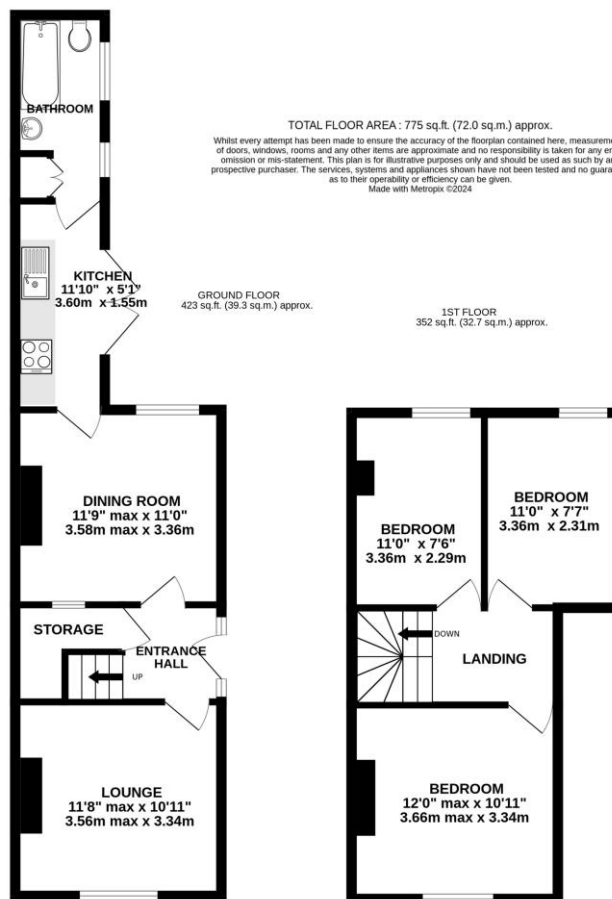 BATHROOM
TOTAL FLOOR AREA : 775 sq.ft. (72.0 sq.m.) approx.
Whilst every attempt has been made to ensure the accuracy of the floorplan contained here, measurements
of doors, windows, rooms and any other items are approximate and no responsibility is taken for any
omission or mis-statement. This plan is for illustrative purposes only and should be used as such by
prospective purchaser. The services, systems and appliances shown have not been tested and no
as to their operability or efficiency can be given.
Made with Metropix ©2024
KITCHEN
11'10" x 5'1"
3.60m x 1.55m
GROUND FLOOR
423 sq.ft. (39.3 sq.m.) approx.
1ST FLOOR
352 sq.ft. (32.7 sq.m.) approx.
DINING ROOM
11'9" max x 11'0"
3.58m max x 3.36m
BEDROOM
11'0" x 7'6"
3.36m x 2.29m
BEDROOM
11'0" x 7'7"
3.36m x 2.31m
STORAGE
ENTRANCE
HALL
UP
DOWN
LANDING
LOUNGE
11'8" max x 10'11"
3.56m max x 3.34m
BEDROOM
12'0" max x 10'11"
3.66m max x 3.34m